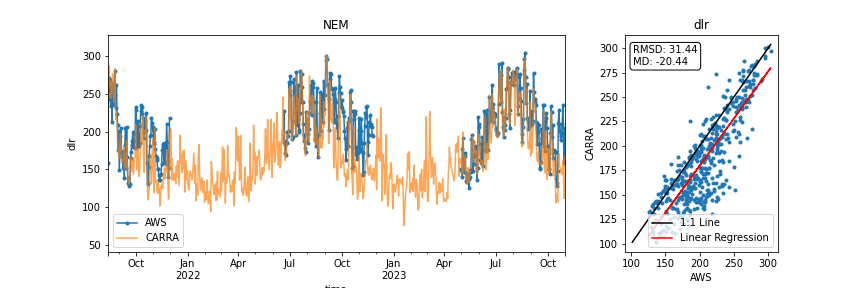 NEM
dlr
300
250
200
150
100
50
dlr
AWS
CARRA
Oct
Jan
2022
Apr
Jul
Oct
Jan
2023
Apr
Jul
Oct
time
RMSD: 31.44
MD: -20.44
300
275
250
225
200
175
150
125
100
CARRA
1:1 Line
Linear Regression
100
150
200
250
300
AWS